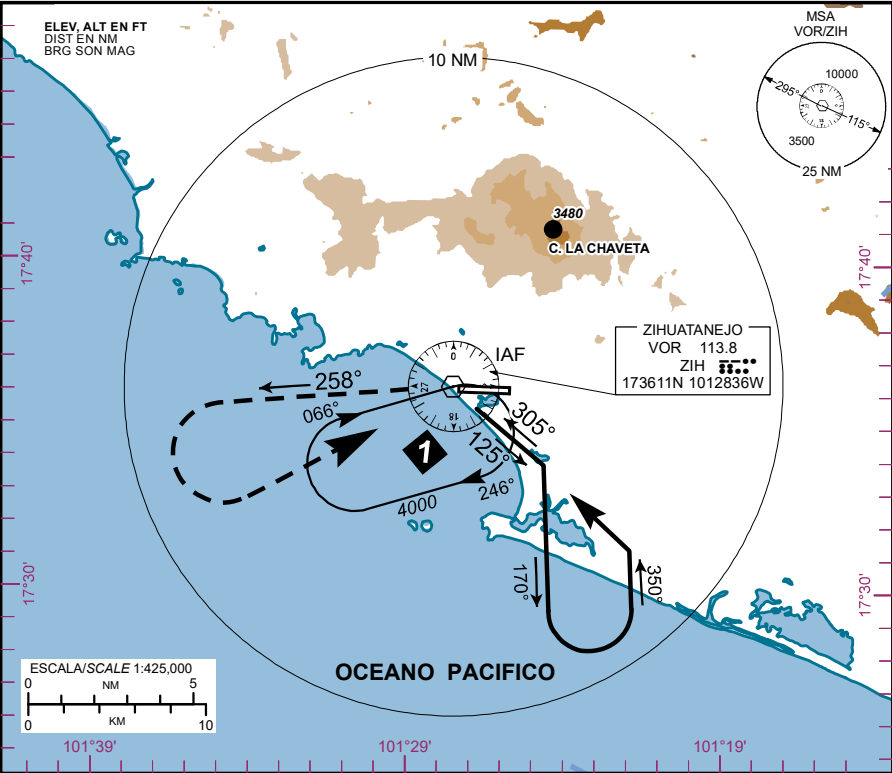 ELEV, ALT EN FT
DIST EN NM
BRG SON MAG
10 NM
MSA
VOR/ZIH
10000
295°
115°
3500
25 NM
3480
C. LA CHAVETA
17°40'
17°40'
ZIHUATANEJO
VOR 113.8
ZIH
173611N 1012836W
IAF
0
27
18
258°
066°
305°
125°
1
246°
4000
170°
350°
17°30'
17°30'
OCEANO PACIFICO
ESCALA/SCALE 1:425,000
0 NM 5
0 KM 10
101°39'
101°29'
101°19'